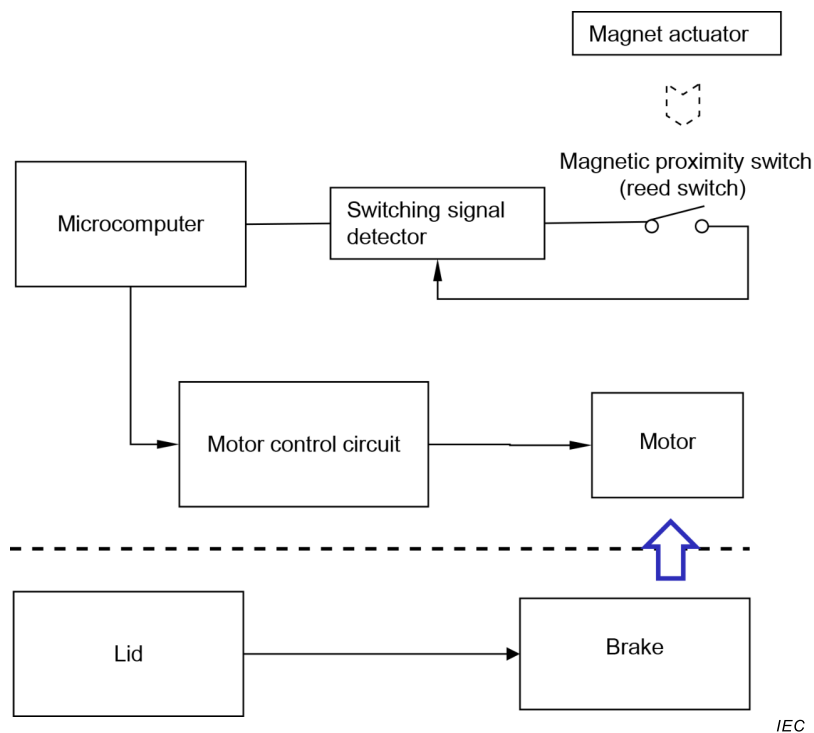 Magnet actuator
Magnetic proximity switch
(reed switch)
Microcomputer
Switching signal
detector
Motor control circuit
Motor
Lid
Brake
IEC